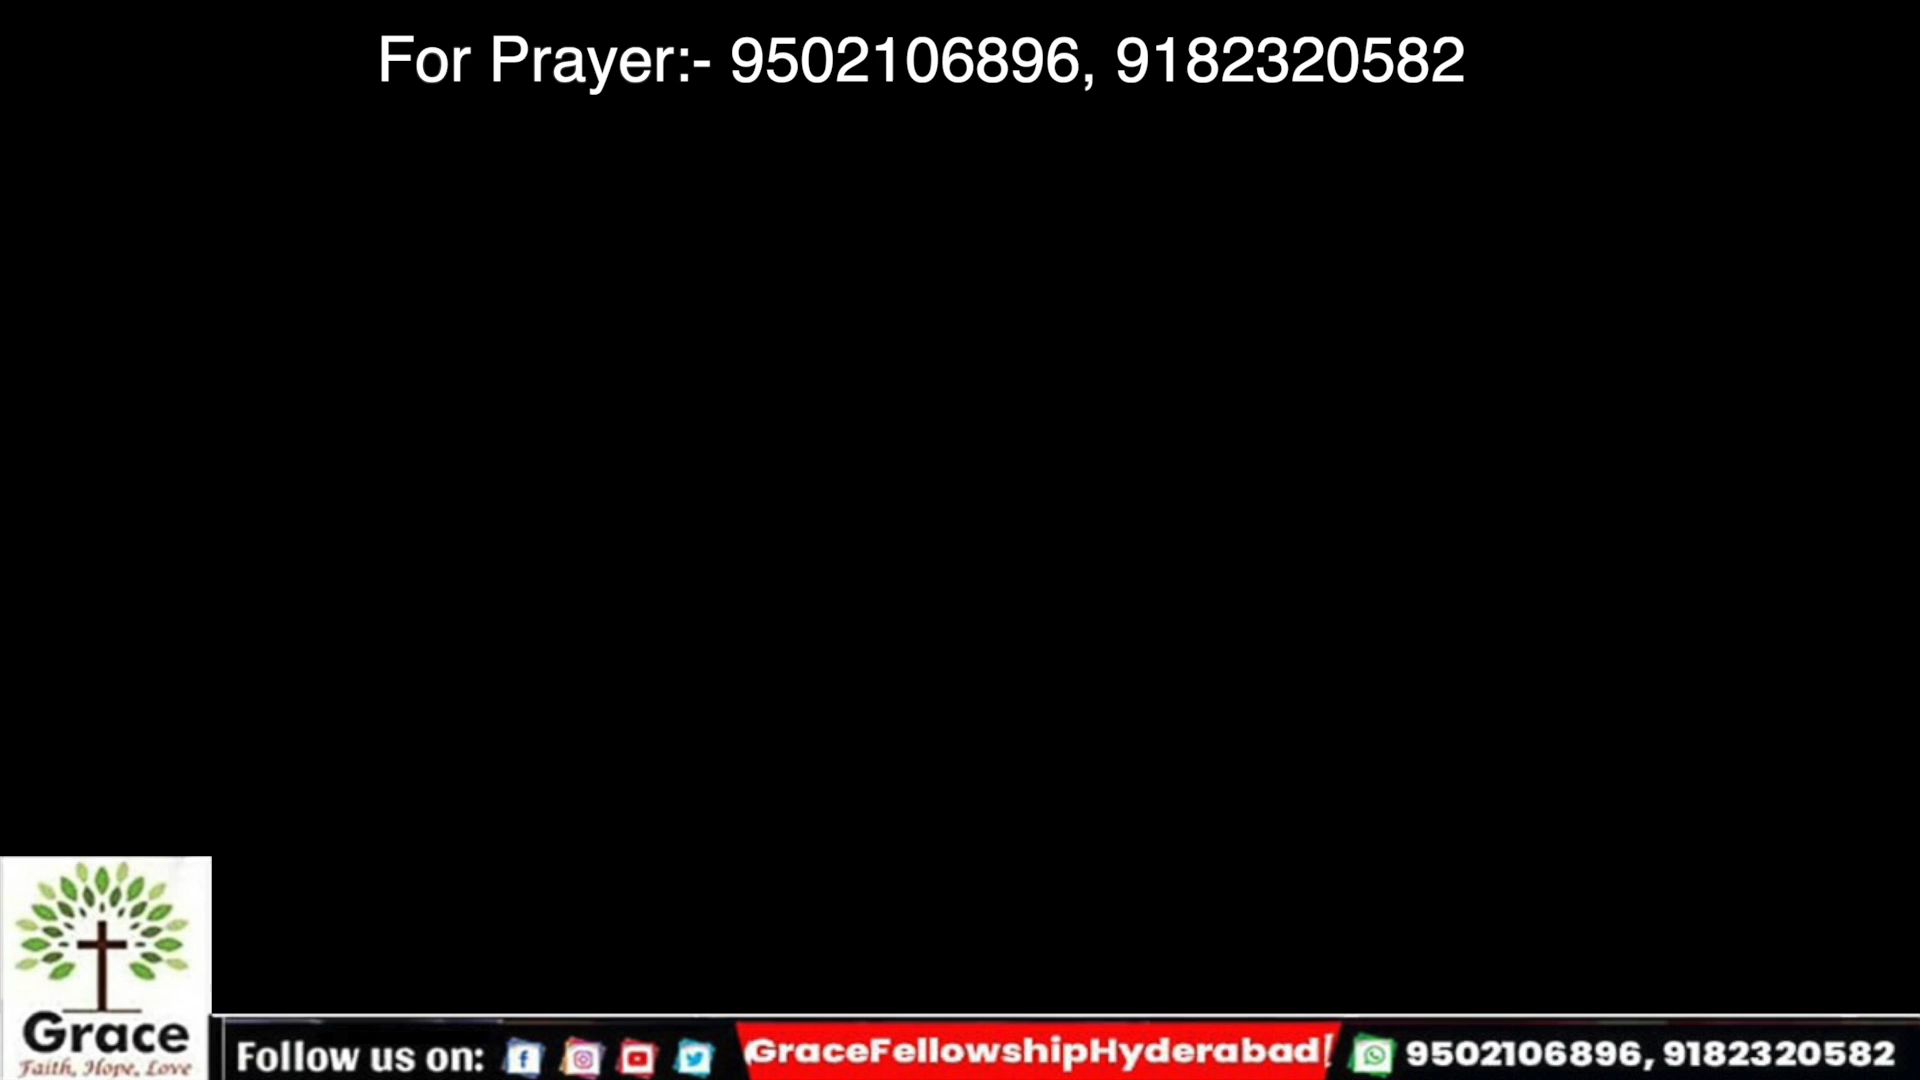 For Prayer:- 9502106896, 9182320582
Grace
Faith, Hope, Love
Follow us on:
GraceFellowshipHyderabad!
9502106896, 9182320582